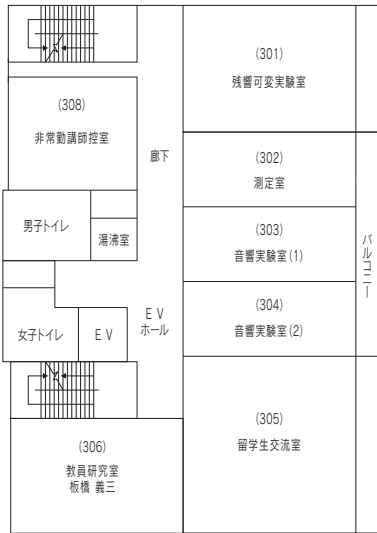 (301)
残響可変実験室
(308)
非常勤講師控室
廊下
(302)
測定室
男子トイレ
湯沸室
(303)
音響実験室(1)
バルコニー
(304)
音響実験室(2)
EV
ホール
女子トイレ
EV
(305)
留学生交流室
(306)
教員研究室
板橋 義三